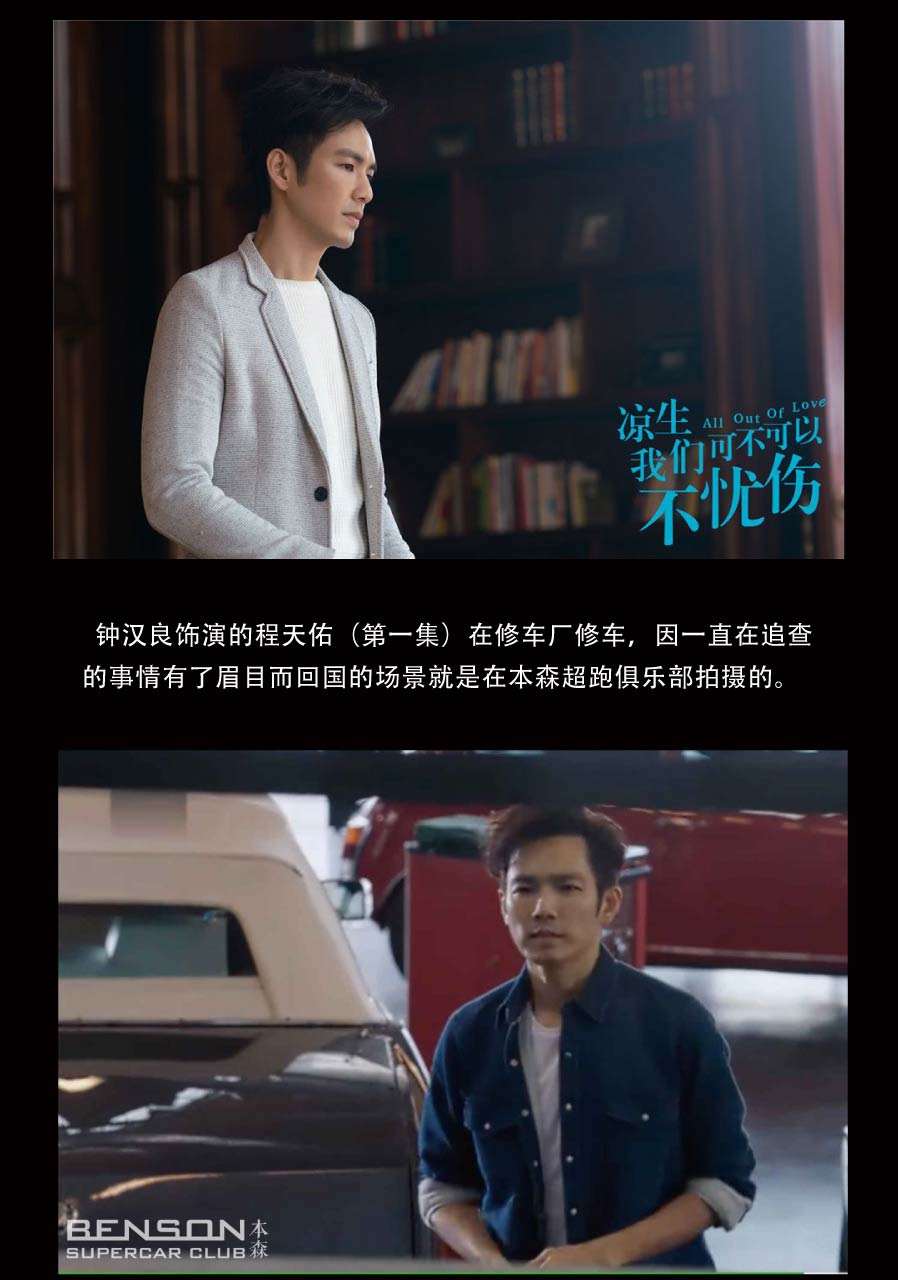 凉生
All Out Of Love
我们可不可以
不忧伤
钟汉良饰演的程天佑（第一集）在修车厂修车，因一直在追查
的事情有了眉目而回国的场景就是在本森超跑俱乐部拍摄的。
BENSON 本森
SUPERCAR CLUB